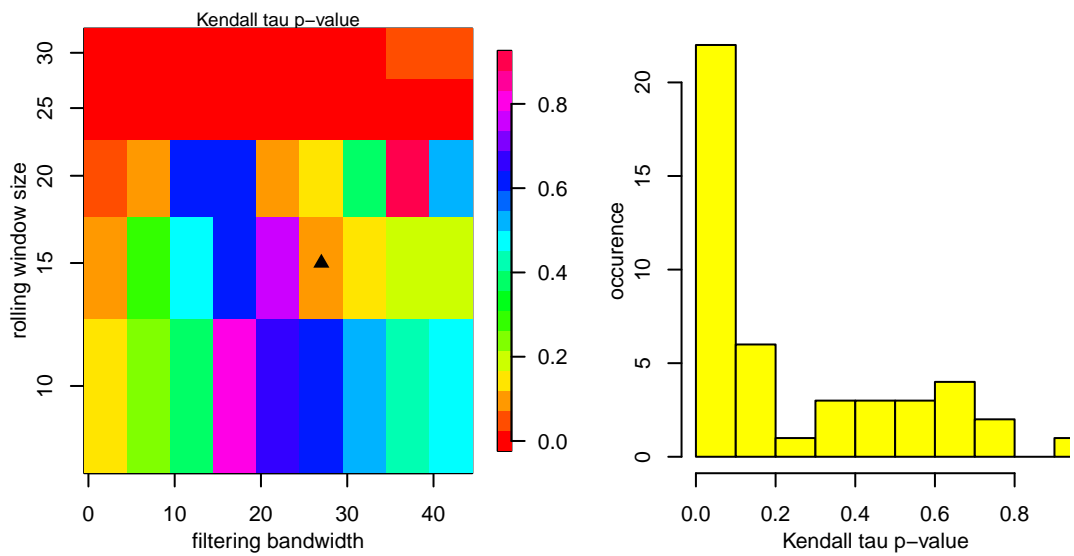 Kendall tau p−value
rolling window size
30
25
20
15
10
0 10 20 30 40
filtering bandwidth
0.8
0.6
0.4
0.2
0.0
occurence
20
15
10
5
0
0.0 0.2 0.4 0.6 0.8
Kendall tau p−value